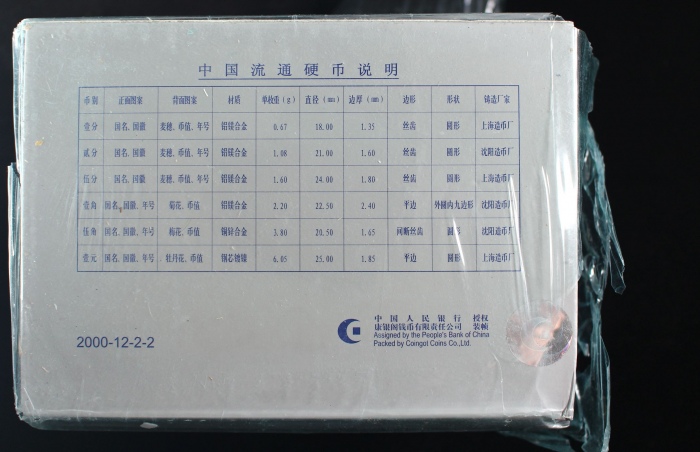 中国流通硬币说明
币别 正面图案 背面图案 材质 单枚重(g) 直径(mm) 边厚(mm) 边形 形状 铸造厂家
壹分 国名、国徽 麦穗、币值、年号 铝镁合金 0.67 18.00 1.35 丝齿 圆形 上海造币厂
贰分 国名、国徽 麦穗、币值、年号 铝镁合金 1.08 21.00 1.60 丝齿 圆形 沈阳造币厂
伍分 国名、国徽 麦穗、币值、年号 铝镁合金 1.60 24.00 1.80 丝齿 圆形 上海造币厂
壹角 国名、国徽、年号 菊花、币值 铝镁合金 2.20 22.50 2.40 平边 外圆内九边形 沈阳造币厂
伍角 国名、国徽、年号 梅花、币值 铜锌合金 3.80 20.50 1.65 间断丝齿 圆形 沈阳造币厂
壹元 国名、国徽、年号 牡丹花、币值 钢芯镀镍 6.05 25.00 1.85 平边 圆形 上海造币厂
中国人民银行 授权
康银阁钱币有限责任公司 装帧
Assigned by the People's Bank of China
Packed by Coingot Coins Co.,Ltd.
2000-12-2-2